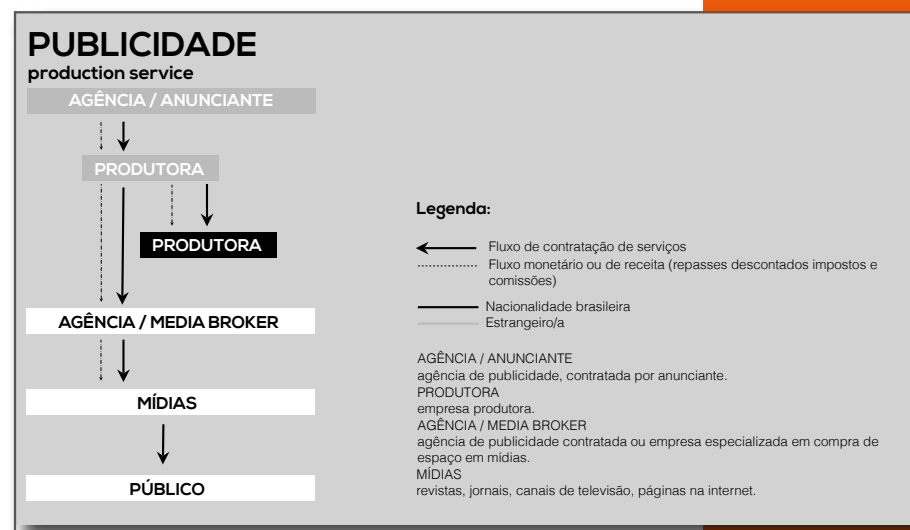 PUBLICIDADE
production service
AGÊNCIA / ANUNCIANTE
PRODUTORA
PRODUTORA
AGÊNCIA / MEDIA BROKER
MÍDIAS
PÚBLICO
Legenda:
Fluxo de contratação de serviços
Fluxo monetário ou de receita (repasses descontados impostos e
comissões)
Nacionalidade brasileira
Estrangeiro/a
AGÊNCIA / ANUNCIANTE
agência de publicidade, contratada por anunciante.
PRODUTORA
empresa produtora.
AGÊNCIA / MEDIA BROKER
agência de publicidade contratada ou empresa especializada em compra de
espaço em mídias.
MÍDIAS
revistas, jornais, canais de televisão, páginas na internet.